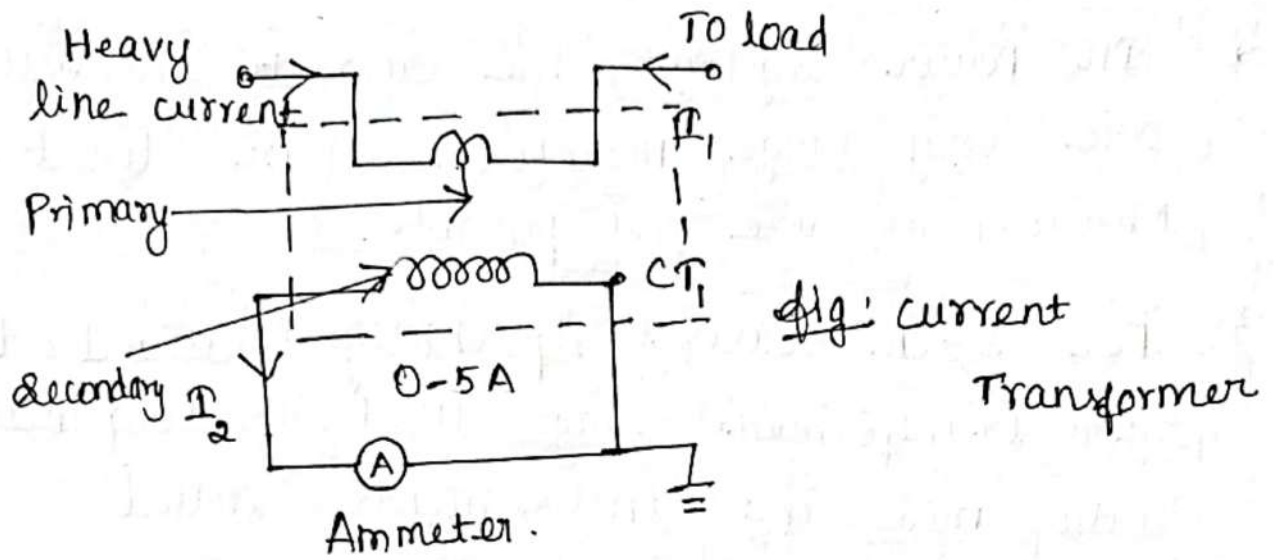 Heavy
line current
To load
I₁
Primary
CT₁
fig: current
Transformer
Secondary
I₂
0-5A
A
Ammeter.